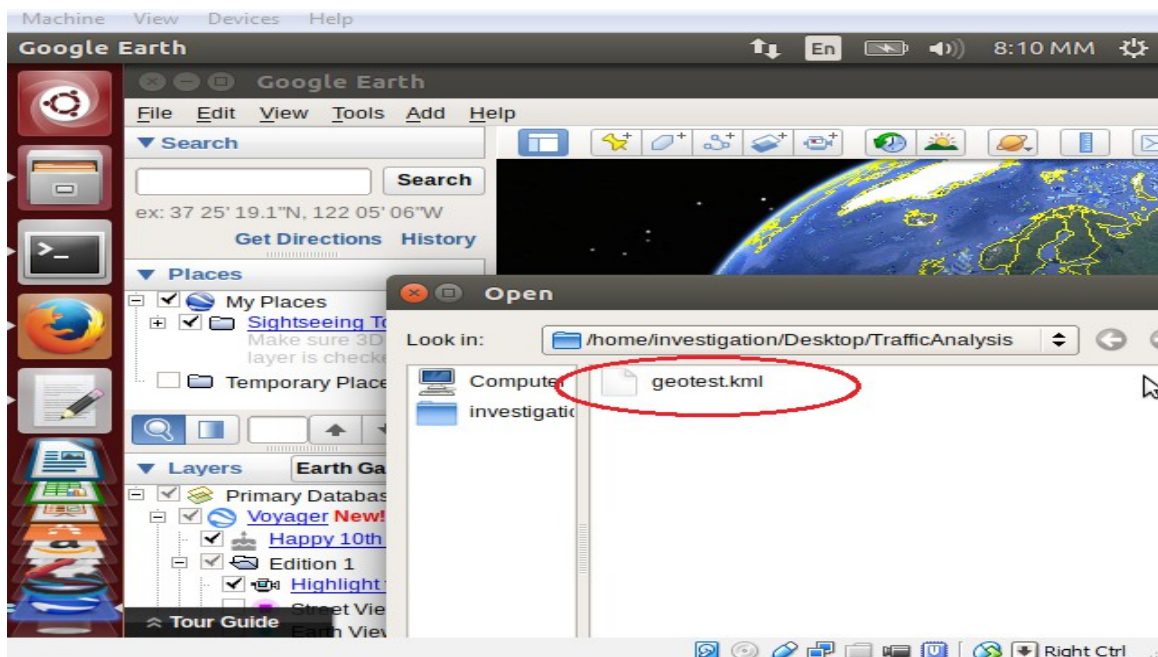 Machine View Devices Help
Google Earth En 8:10 MM
Google Earth
File Edit View Tools Add Help
Search
Search
ex: 37 25' 19.1"N, 122 05' 06"W
Get Directions History
Places
My Places
Sightseeing To
Make sure 3D
layer is checke
Temporary Place
Layers Earth Ga
Primary Databas
Voyager New!
Happy 10th
Edition 1
Highlight
Street Vie
Earth View
Tour Guide
Open
Look in: /home/investigation/Desktop/TrafficAnalysis
Computer
investigatio
geotest.kml
Right Ctrl